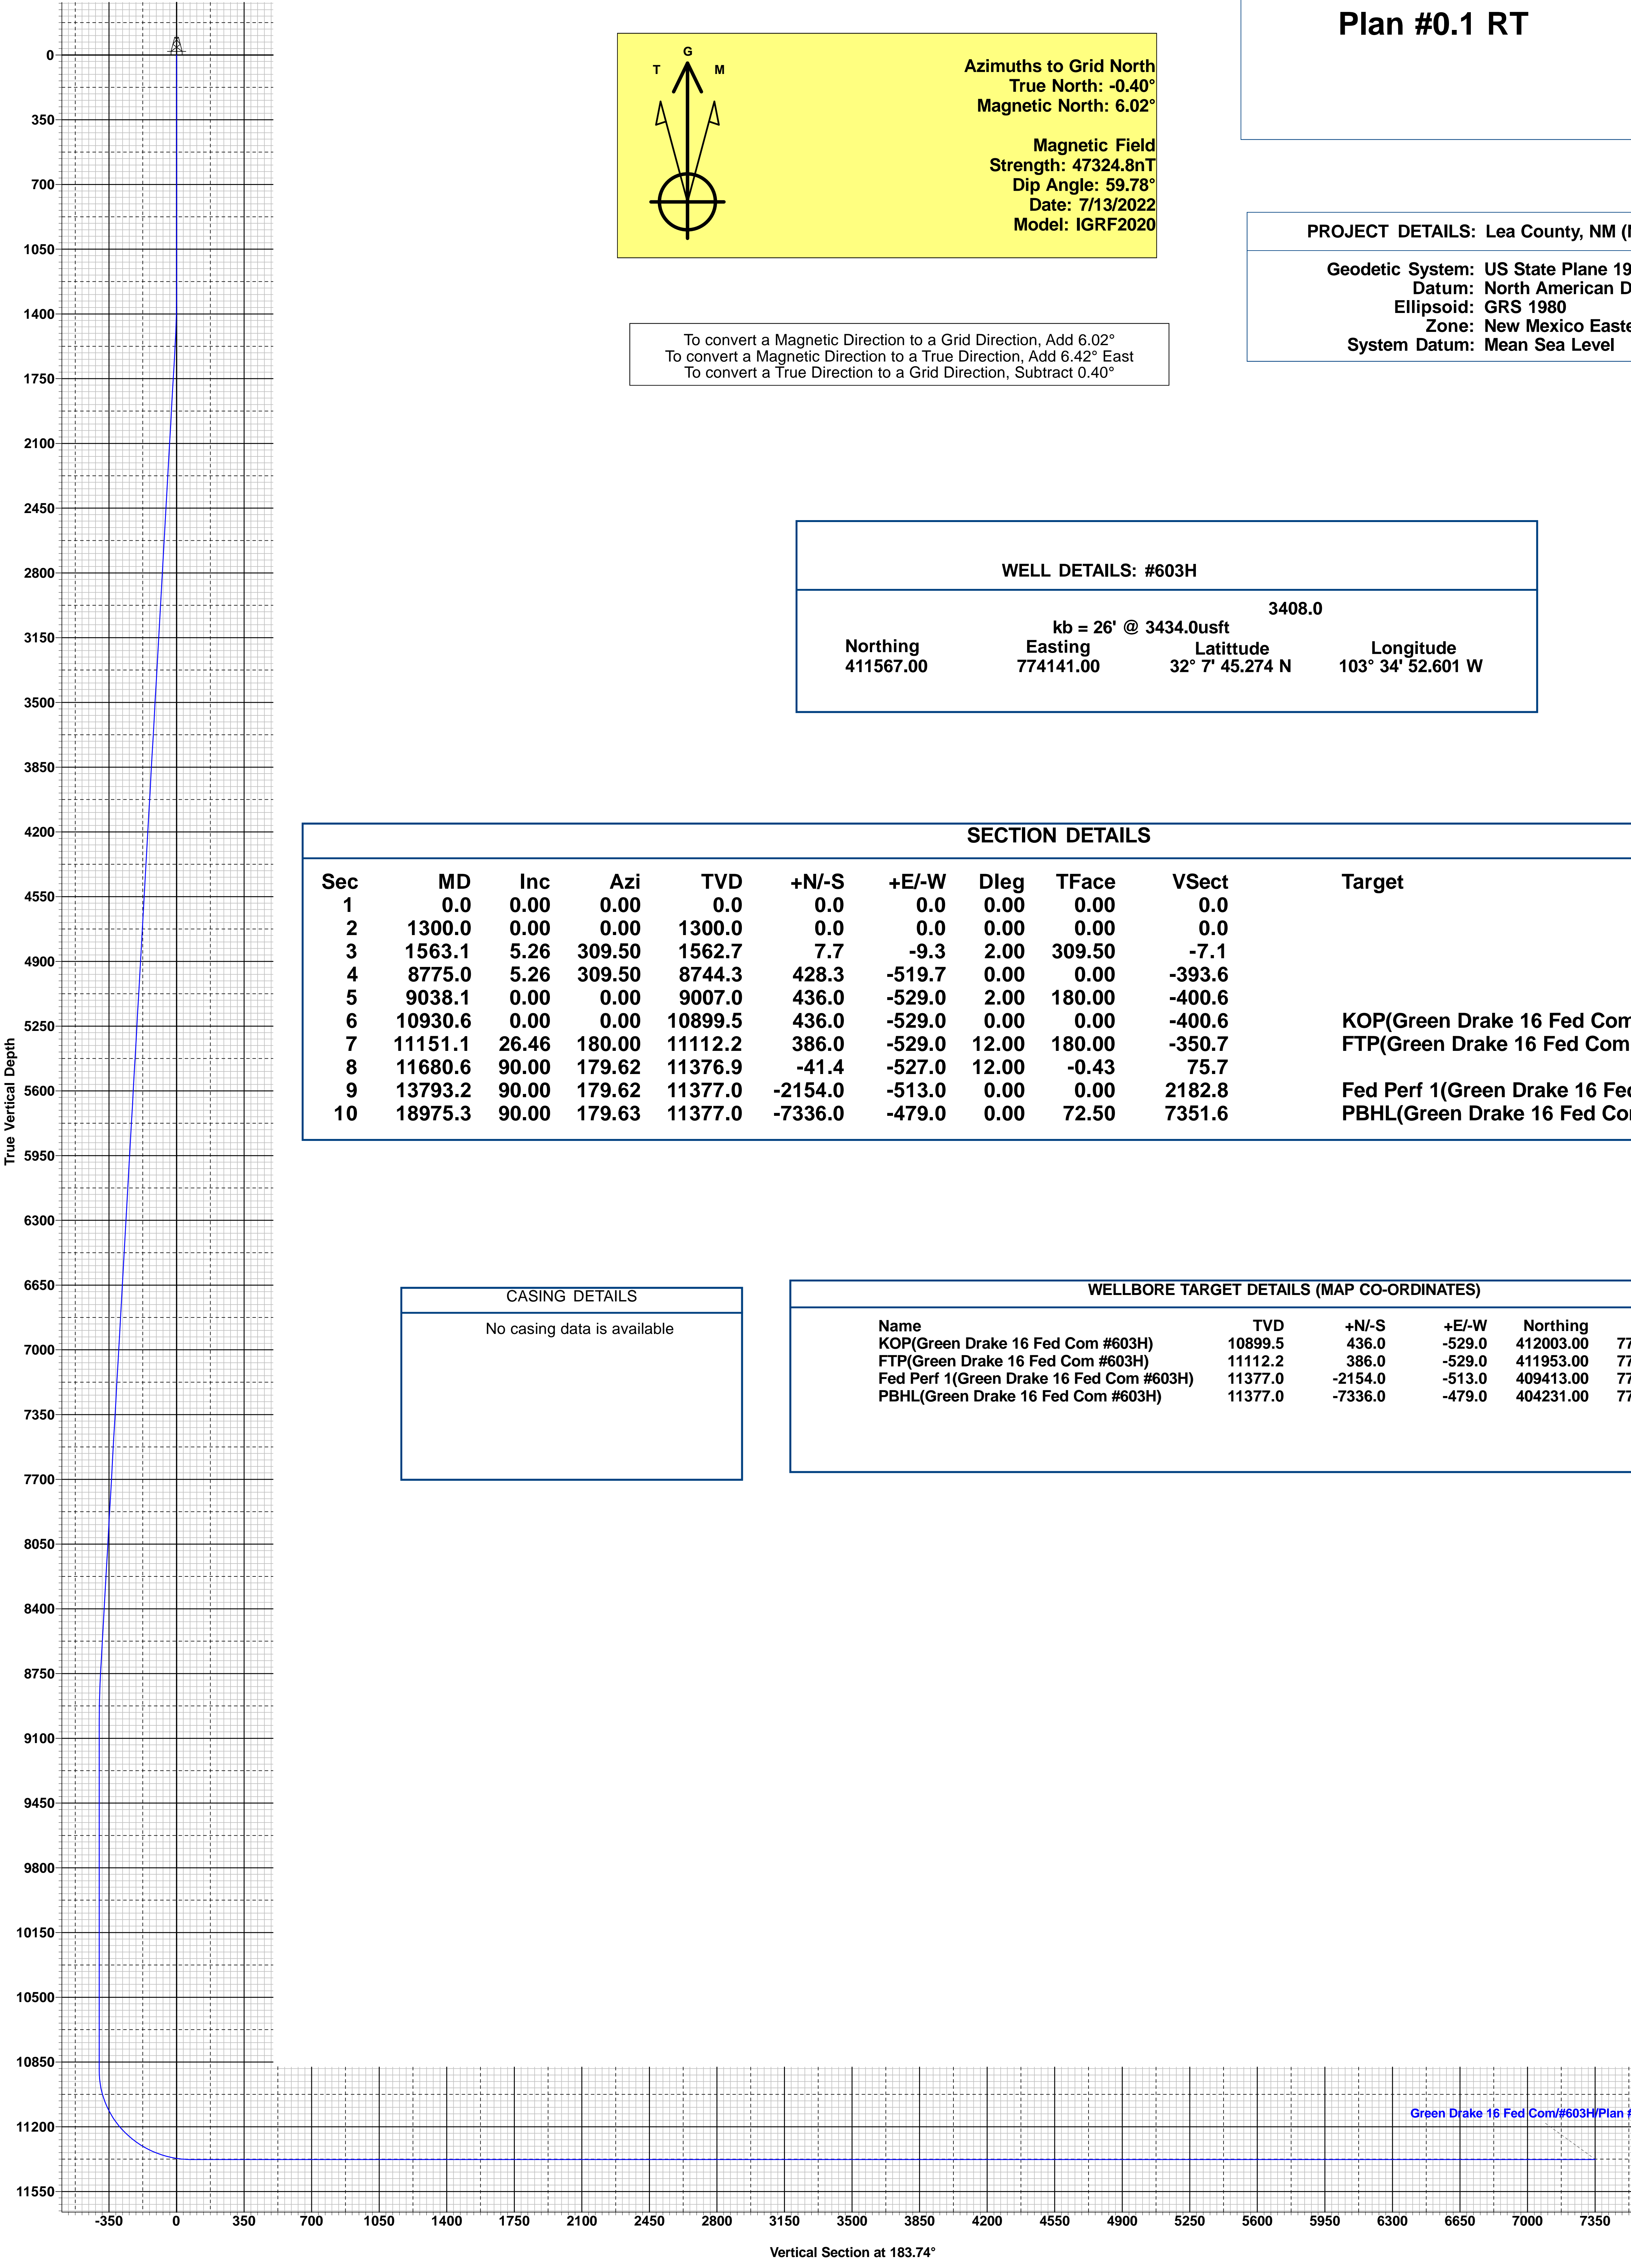 Plan #0.1 RT
G
T M
Azimuths to Grid North
True North: -0.40°
Magnetic North: 6.02°
Magnetic Field
Strength: 47324.8nT
Dip Angle: 59.78°
Date: 7/13/2022
Model: IGRF2020
PROJECT DETAILS: Lea County, NM (
Geodetic System: US State Plane 19
Datum: North American D
Ellipsoid: GRS 1980
Zone: New Mexico Easte
System Datum: Mean Sea Level
To convert a Magnetic Direction to a Grid Direction, Add 6.02°
To convert a Magnetic Direction to a True Direction, Add 6.42° East
To convert a True Direction to a Grid Direction, Subtract 0.40°
WELL DETAILS: #603H
3408.0
kb = 26' @ 3434.0usft
Northing Easting Latittude Longitude
411567.00 774141.00 32° 7' 45.274 N 103° 34' 52.601 W
SECTION DETAILS
Sec MD Inc Azi TVD +N/-S +E/-W Dleg TFace VSect Target
1 0.0 0.00 0.00 0.0 0.0 0.0 0.00 0.00 0.0
2 1300.0 0.00 0.00 1300.0 0.0 0.0 0.00 0.00 0.0
3 1563.1 5.26 309.50 1562.7 7.7 -9.3 2.00 309.50 -7.1
4 8775.0 5.26 309.50 8744.3 428.3 -519.7 0.00 0.00 -393.6
5 9038.1 0.00 0.00 9007.0 436.0 -529.0 2.00 180.00 -400.6
6 10930.6 0.00 0.00 10899.5 436.0 -529.0 0.00 0.00 -400.6 KOP(Green Drake 16 Fed Com
7 11151.1 26.46 180.00 11112.2 386.0 -529.0 12.00 180.00 -350.7 FTP(Green Drake 16 Fed Com
8 11680.6 90.00 179.62 11376.9 -41.4 -527.0 12.00 -0.43 75.7
9 13793.2 90.00 179.62 11377.0 -2154.0 -513.0 0.00 0.00 2182.8 Fed Perf 1(Green Drake 16 Fed
10 18975.3 90.00 179.63 11377.0 -7336.0 -479.0 0.00 72.50 7351.6 PBHL(Green Drake 16 Fed Co
CASING DETAILS
No casing data is available
WELLBORE TARGET DETAILS (MAP CO-ORDINATES)
Name TVD +N/-S +E/-W Northing
KOP(Green Drake 16 Fed Com #603H) 10899.5 436.0 -529.0 412003.00 77
FTP(Green Drake 16 Fed Com #603H) 11112.2 386.0 -529.0 411953.00 77
Fed Perf 1(Green Drake 16 Fed Com #603H) 11377.0 -2154.0 -513.0 409413.00 77
PBHL(Green Drake 16 Fed Com #603H) 11377.0 -7336.0 -479.0 404231.00 77
True Vertical Depth
0
350
700
1050
1400
1750
2100
2450
2800
3150
3500
3850
4200
4550
4900
5250
5600
5950
6300
6650
7000
7350
7700
8050
8400
8750
9100
9450
9800
10150
10500
10850
11200
11550
Green Drake 16 Fed Com/#603H/Plan #
-350 0 350 700 1050 1400 1750 2100 2450 2800 3150 3500 3850 4200 4550 4900 5250 5600 5950 6300 6650 7000 7350
Vertical Section at 183.74°